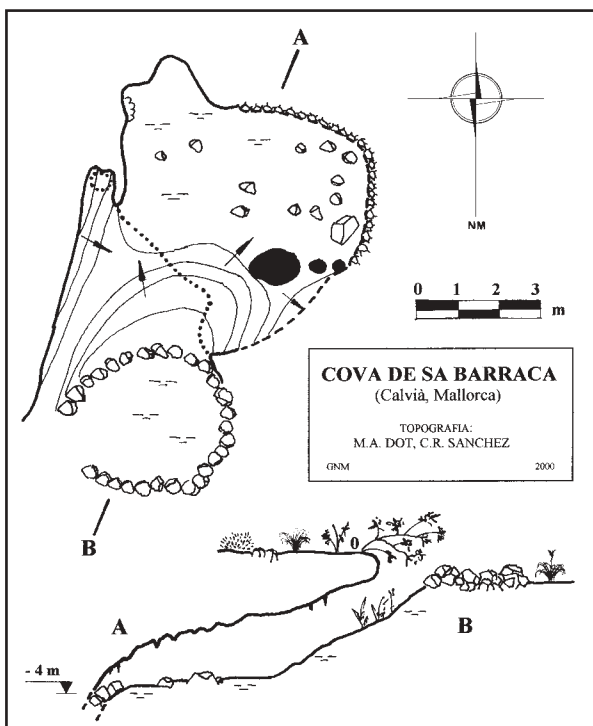 A
NM
0 1 2 3
m
COVA DE SA BARRACA
(Calvià, Mallorca)
TOPOGRAFIA:
M.A. DOT, C.R. SANCHEZ
GNM 2000
B
0
A
B
- 4 m